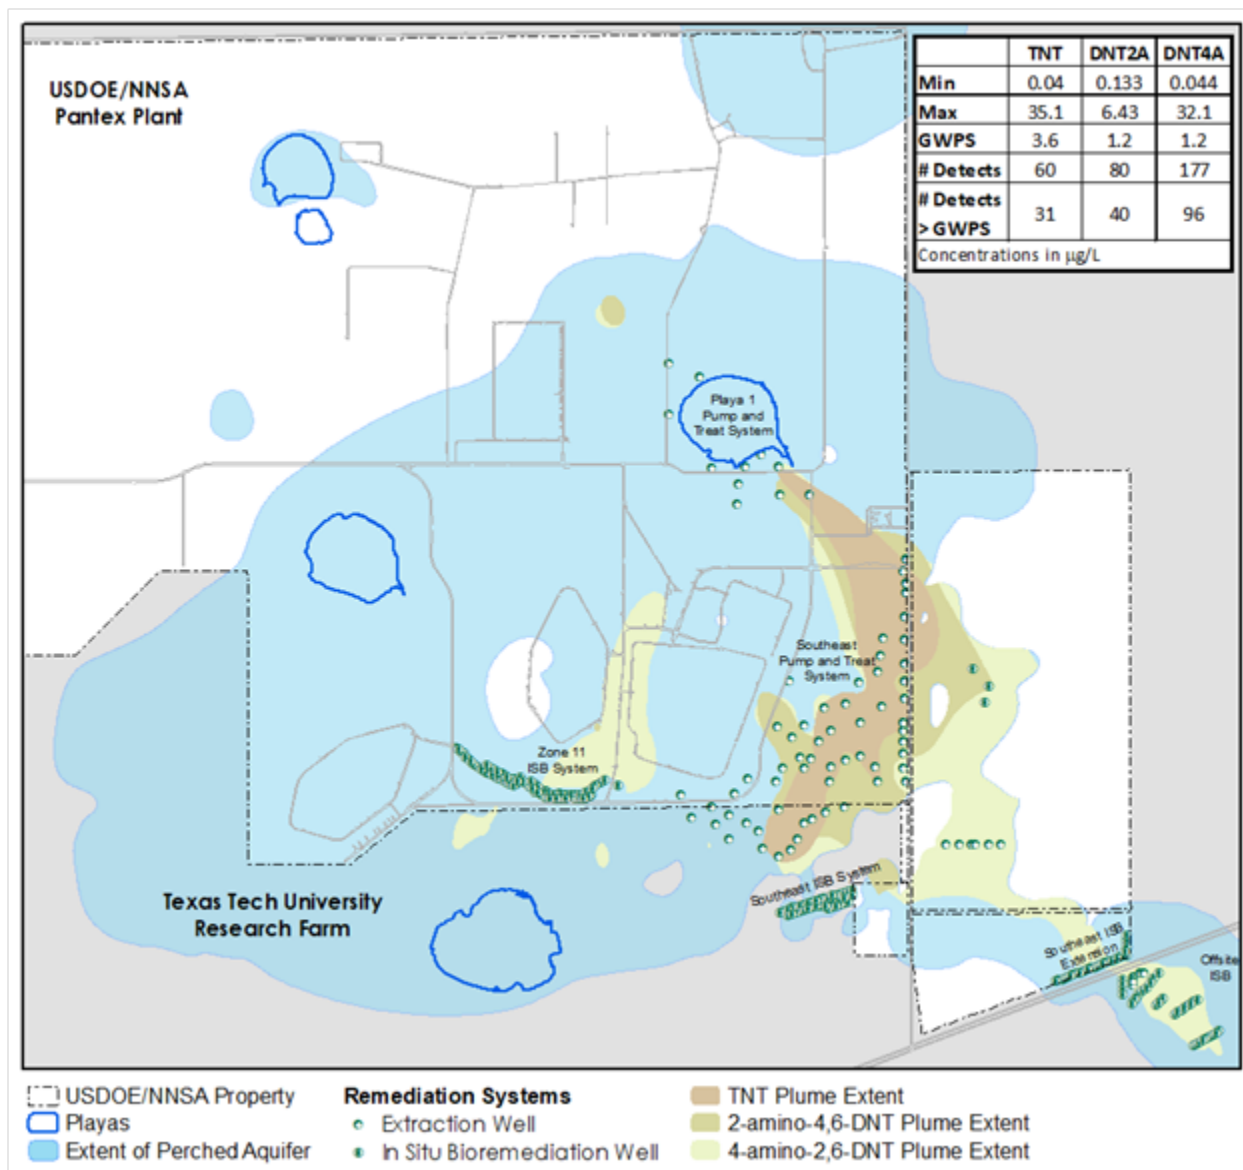 USDOE/NNSA
Pantex Plant
TNT DNT2A DNT4A
Min 0.04 0.133 0.044
Max 35.1 6.43 32.1
GWPS 3.6 1.2 1.2
# Detects 60 80 177
# Detects
> GWPS 31 40 96
Concentrations in µg/L
Playa 1
Pump and
Treat System
Southeast
Pump and Treat
System
Zone 11
ISB System
Texas Tech University
Research Farm
Southeast ISB System
Southeast ISB
Extension
Offsite
ISB
USDOE/NNSA Property
Playas
Extent of Perched Aquifer
Remediation Systems
Extraction Well
In Situ Bioremediation Well
TNT Plume Extent
2-amino-4,6-DNT Plume Extent
4-amino-2,6-DNT Plume Extent